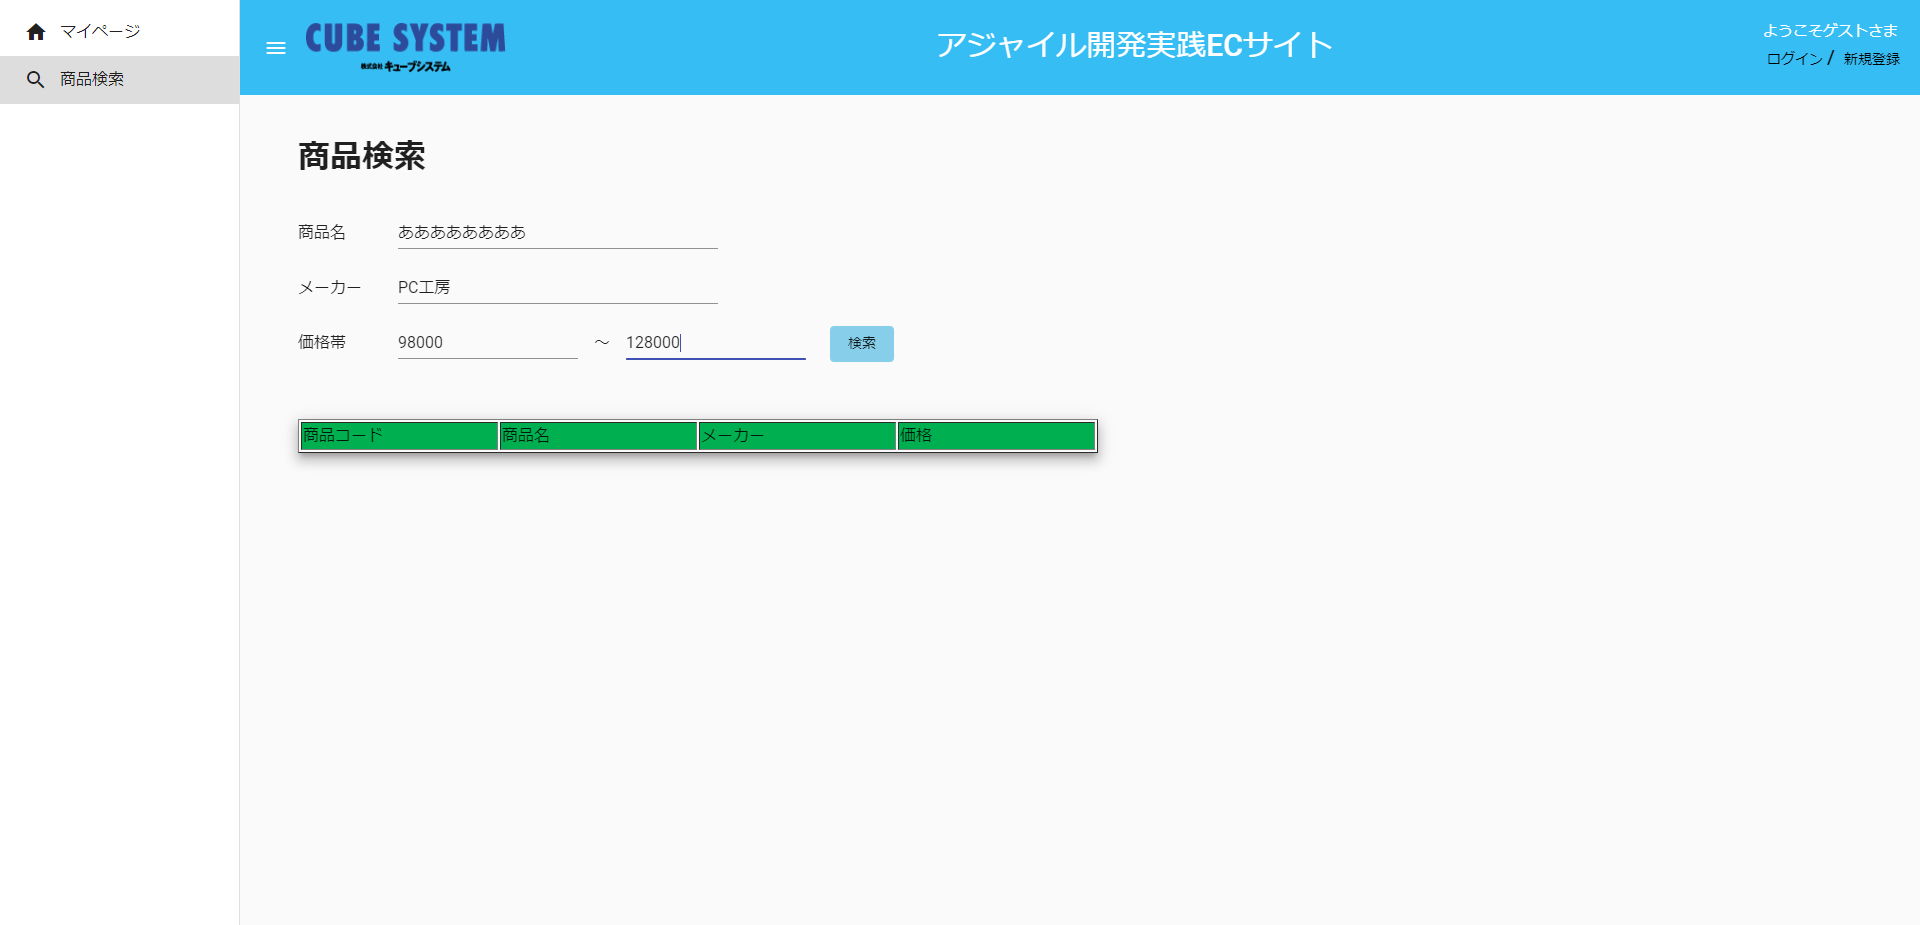 マイページ
商品検索
CUBE SYSTEM
株式会社 キューブシステム
アジャイル開発実践ECサイト
ようこそゲストさま
ログイン / 新規登録
商品検索
商品名 ああああああああ
メーカー PC工房
価格帯 98000 ～ 128000 検索
商品コード 商品名 メーカー 価格